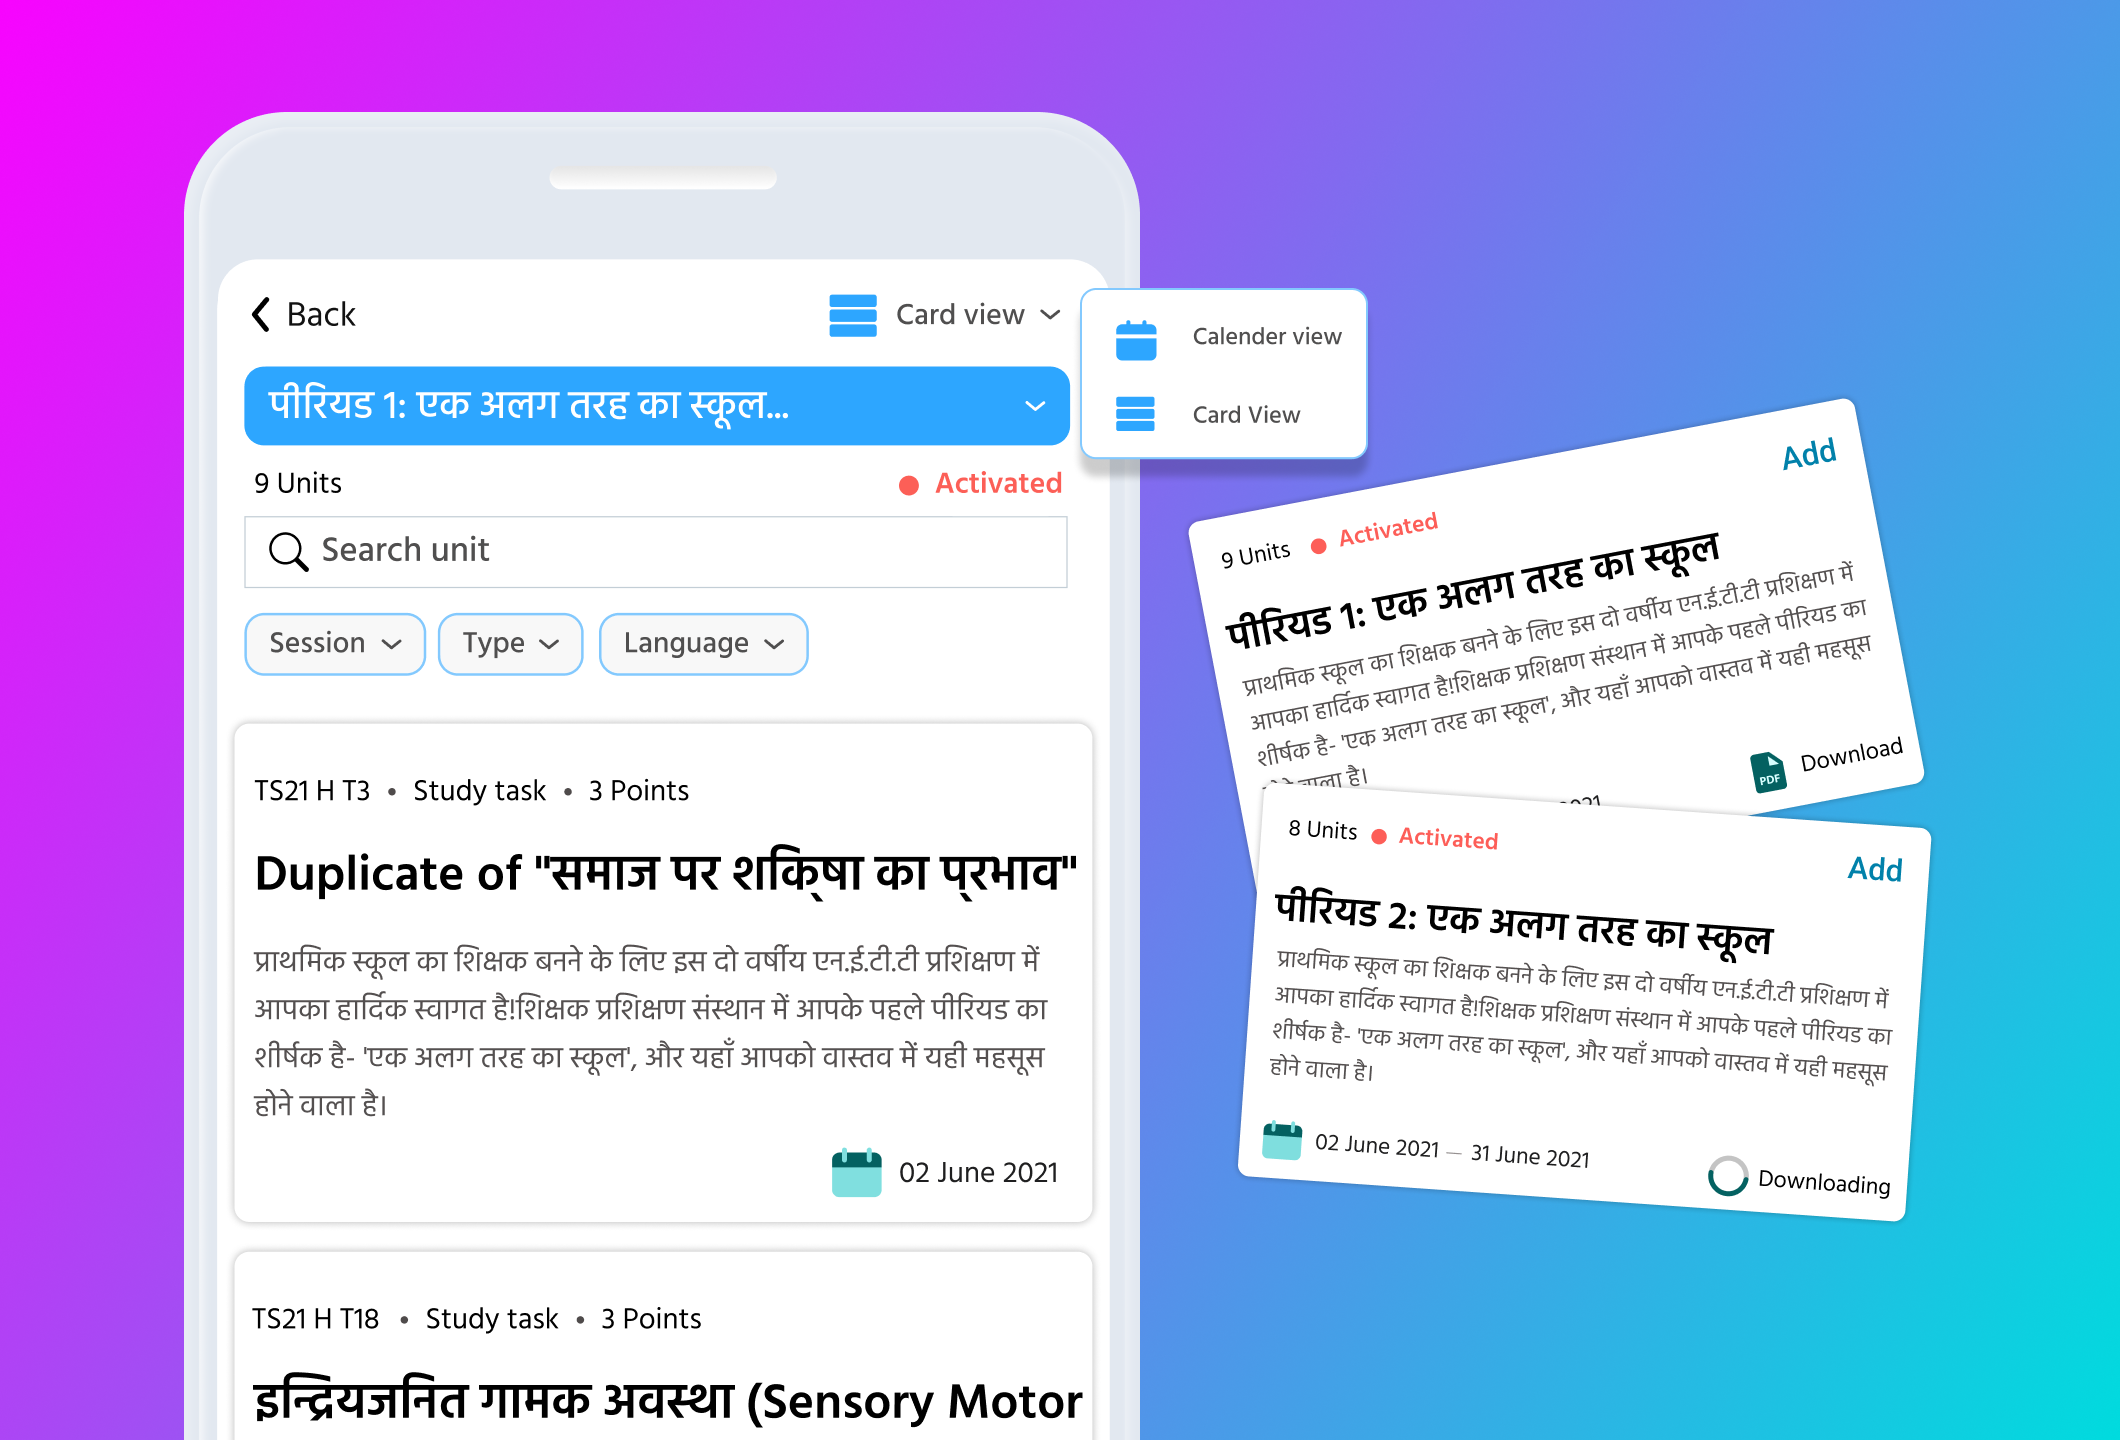 Back
Card view
पीरियड 1: एक अलग तरह का स्कूल...
9 Units
Activated
Search unit
Session
Type
Language
TS21 H T3 • Study task • 3 Points
Duplicate of "समाज पर शकि्षा का प्रभाव"
प्राथमिक स्कूल का शिक्षक बनने के लिए इस दो वर्षीय एन.ई.टी.टी प्रशिक्षण में
आपका हार्दिक स्वागत है!शिक्षक प्रशिक्षण संस्थान में आपके पहले पीरियड का
शीर्षक है- 'एक अलग तरह का स्कूल', और यहाँ आपको वास्तव में यही महसूस
होने वाला है।
02 June 2021
TS21 H T18 • Study task • 3 Points
इन्द्रियजनित गामक अवस्था (Sensory Motor
Calender view
Card View
Add
9 Units
Activated
पीरियड 1: एक अलग तरह का स्कूल
प्राथमिक स्कूल का शिक्षक बनने के लिए इस दो वर्षीय एन.ई.टी.टी प्रशिक्षण में
आपका हार्दिक स्वागत है!शिक्षक प्रशिक्षण संस्थान में आपके पहले पीरियड का
शीर्षक है- 'एक अलग तरह का स्कूल', और यहाँ आपको वास्तव में यही महसूस
वाला है।
PDF
Download
8 Units
Activated
Add
पीरियड 2: एक अलग तरह का स्कूल
प्राथमिक स्कूल का शिक्षक बनने के लिए इस दो वर्षीय एन.ई.टी.टी प्रशिक्षण में
आपका हार्दिक स्वागत है!शिक्षक प्रशिक्षण संस्थान में आपके पहले पीरियड का
शीर्षक है- 'एक अलग तरह का स्कूल', और यहाँ आपको वास्तव में यही महसूस
होने वाला है।
02 June 2021 — 31 June 2021
Downloading